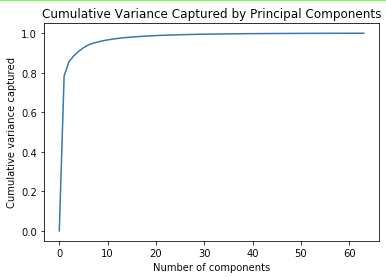 Cumulative Variance Captured by Principal Components
1.0
0.8
0.6
0.4
0.2
0.0
Cumulative variance captured
0 10 20 30 40 50 60
Number of components